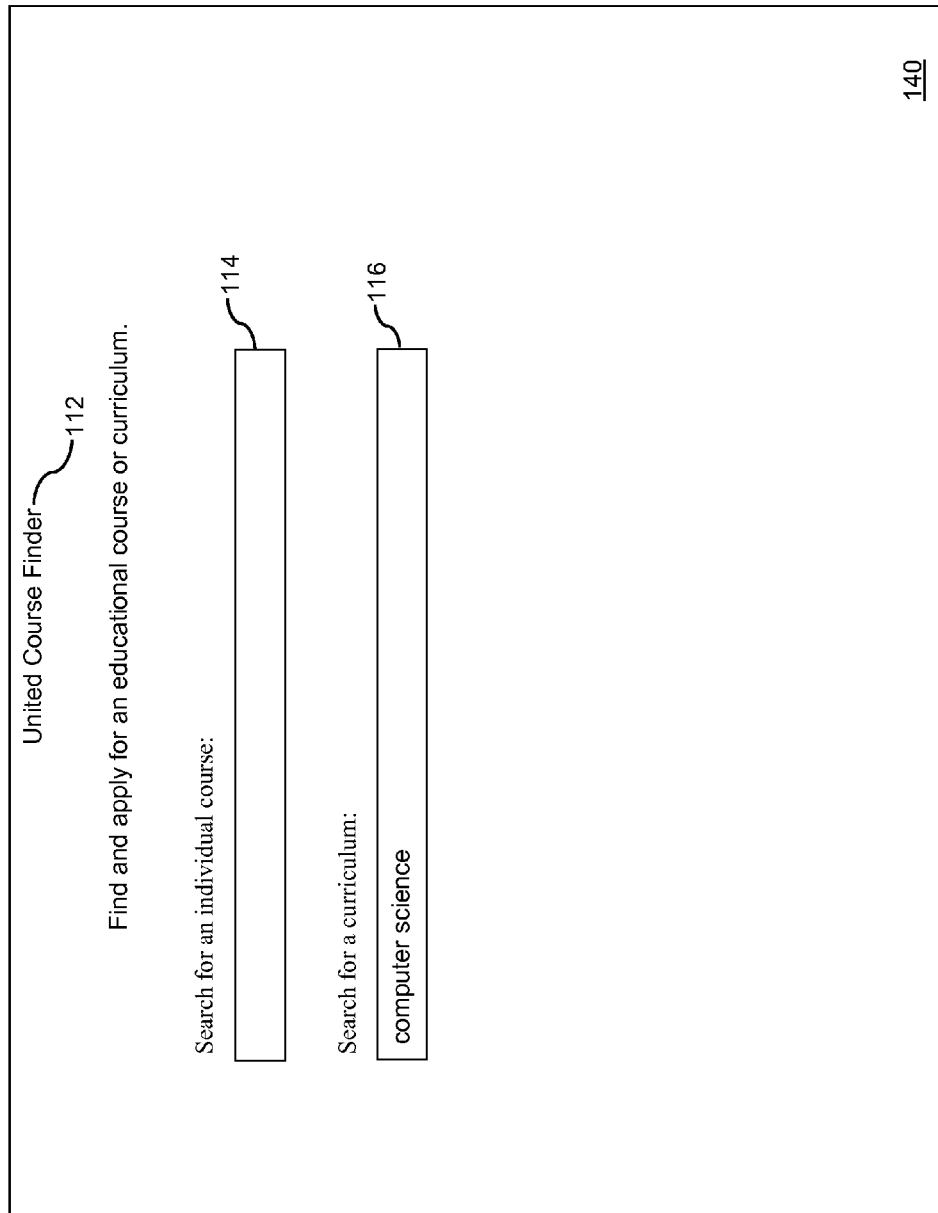 United Course Finder
112
Find and apply for an educational course or curriculum.
Search for an individual course:
114
Search for a curriculum:
computer science
116
140